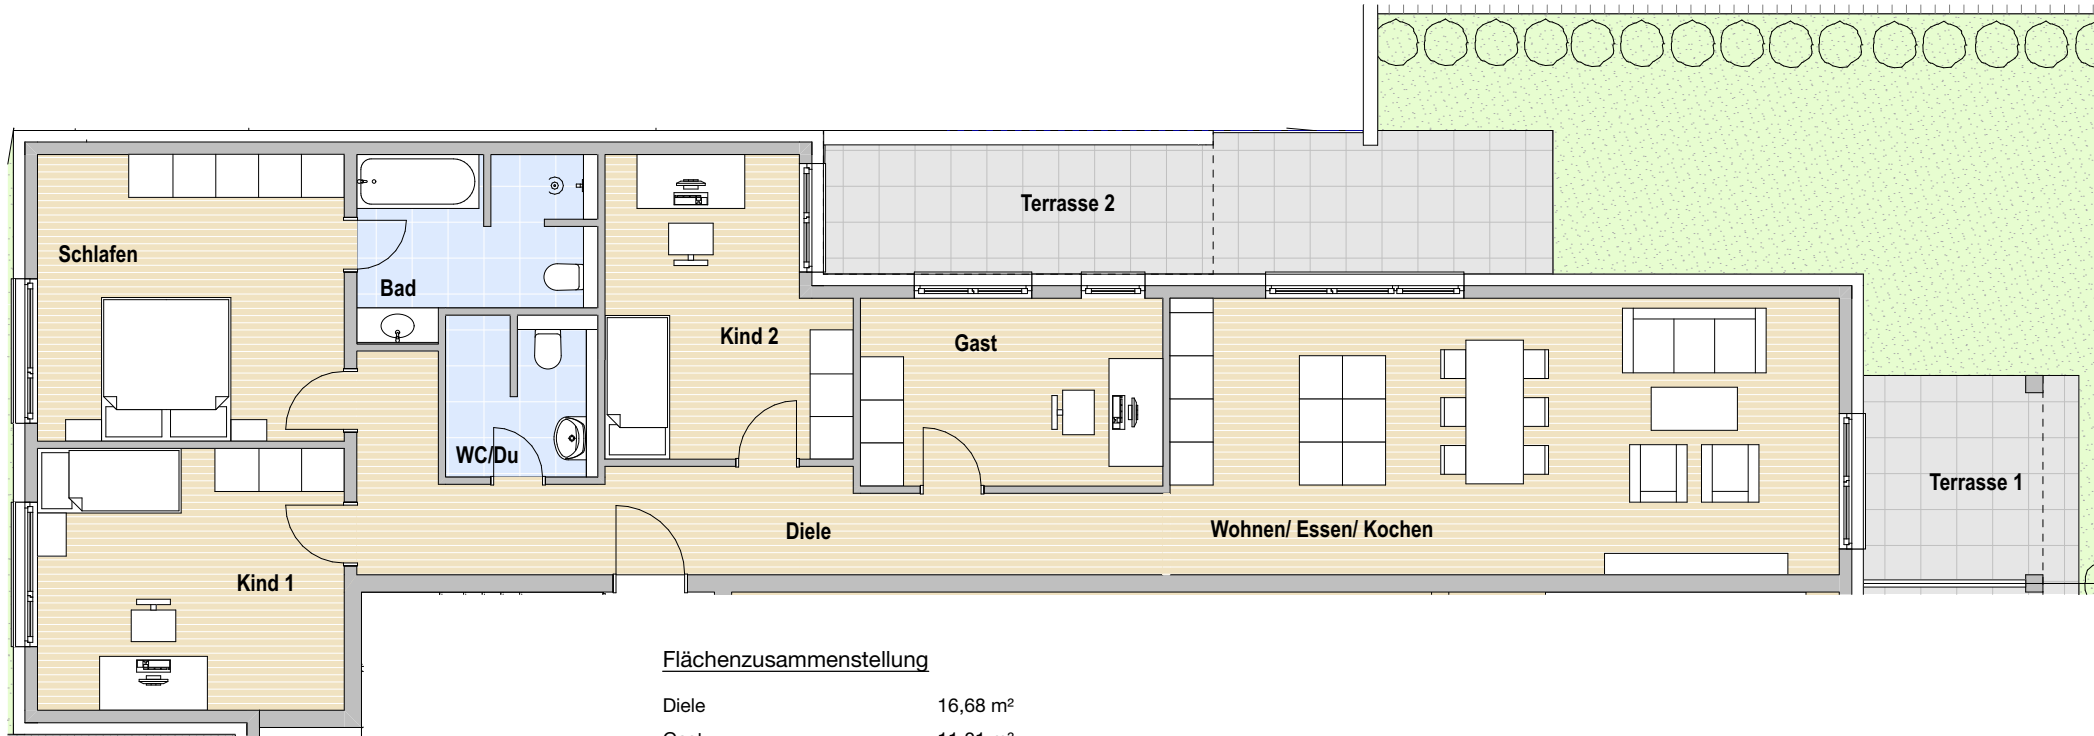 Terrasse 2
Schlafen
Bad
Kind 2
Gast
WC/Du
Terrasse 1
Diele
Wohnen/ Essen/ Kochen
Kind 1
Flächenzusammenstellung
Diele 16,68 m²